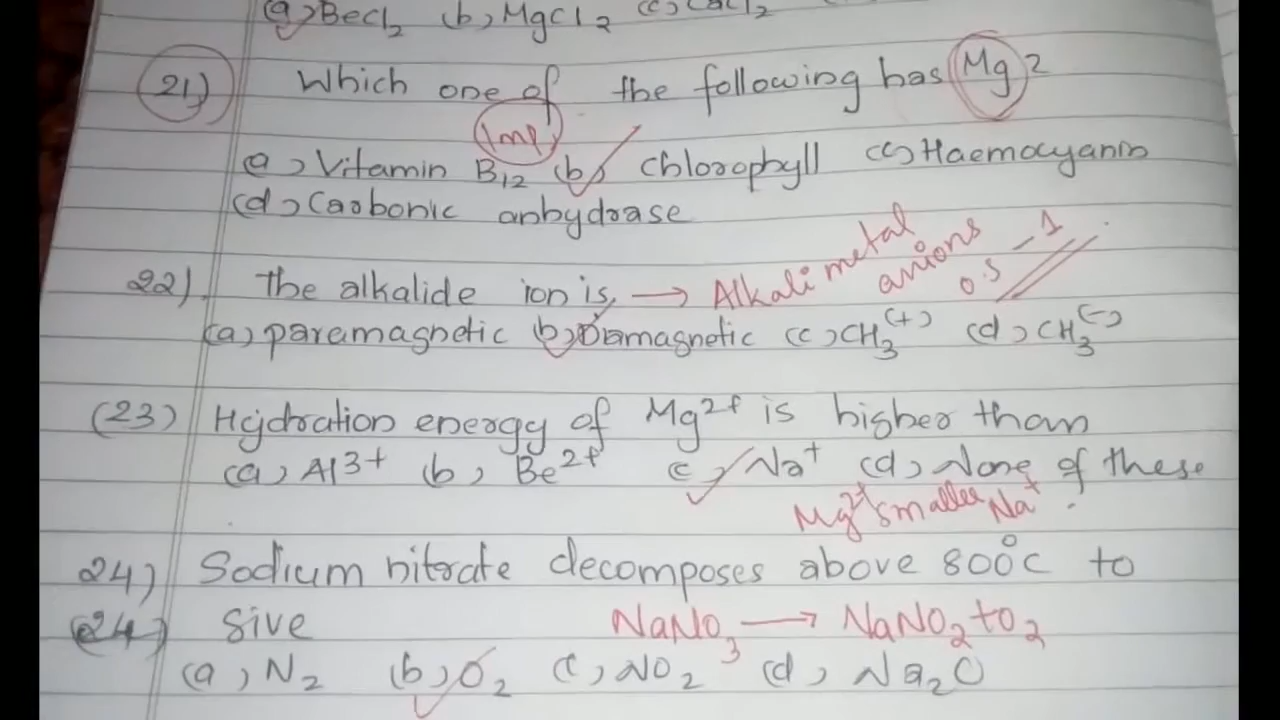 (a) BeCl2 (b) MgCl2 (c) CaCl2
21) Which one of the following has Mg?
Imp
(a) Vitamin B12 (b) Chlorophyll (c) Haemocyanin
(d) Carbonic anhydrase
22) The alkalide ion is, → Alkali metal anions O.S -1
(a) paramagnetic (b) Diamagnetic (c) CH3(+) (d) CH3(-)
(23) Hydration energy of Mg2+ is higher than
(a) Al3+ (b) Be2+ (c) Na+ (d) None of these
Mg2+ smaller Na+.
24) Sodium nitrate decomposes above 800°C to
(24) give NaNO3 → NaNO2 + O2
(a) N2 (b) O2 (c) NO2 (d) Na2O